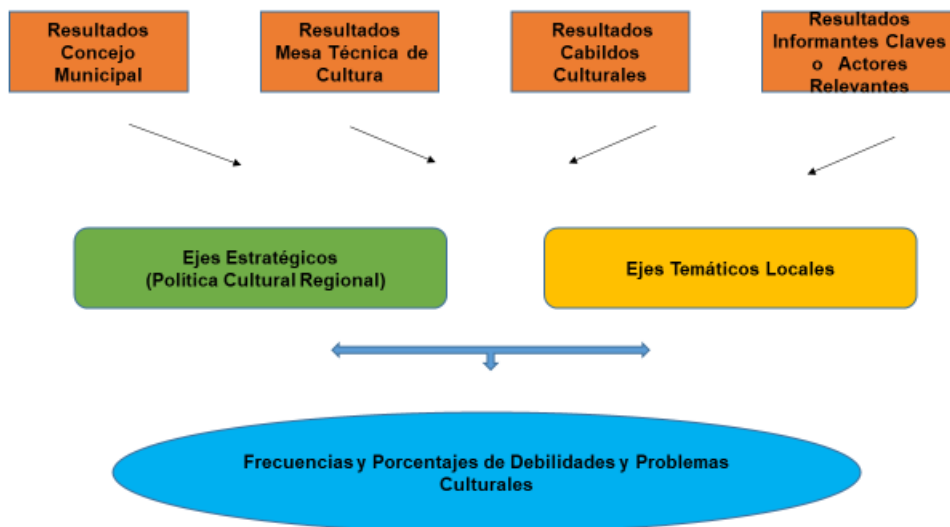 Resultados
Concejo
Municipal
Resultados
Mesa Técnica de
Cultura
Resultados
Cabildos
Culturales
Resultados
Informantes Claves
o Actores
Relevantes
Ejes Estratégicos
(Política Cultural Regional)
Ejes Temáticos Locales
Frecuencias y Porcentajes de Debilidades y Problemas
Culturales